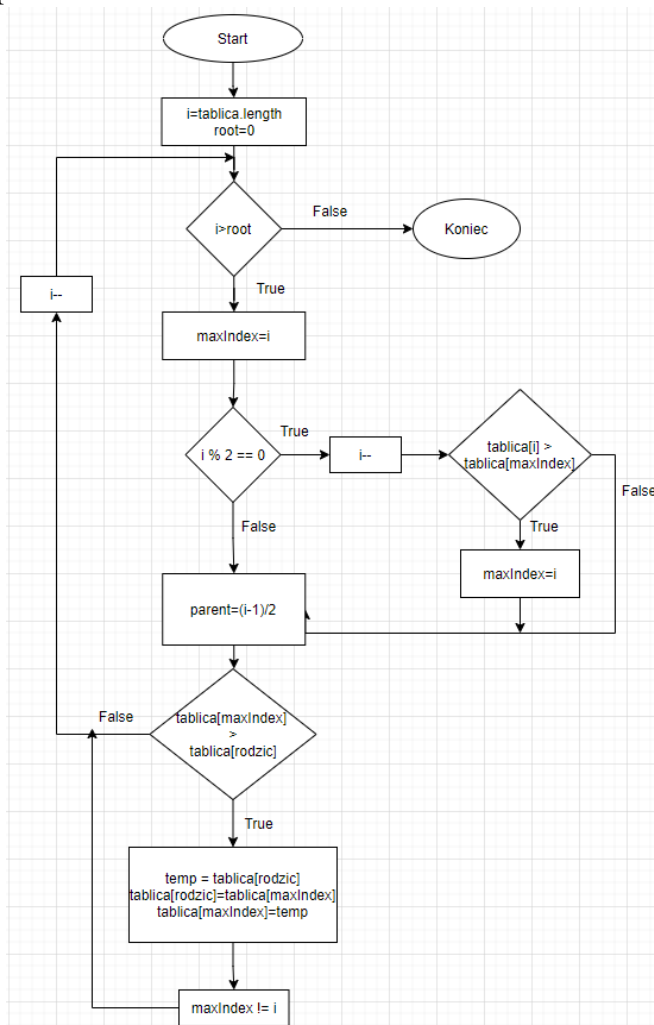 Start
i=tablica.length
root=0
i>root
False
Koniec
True
i--
maxIndex=i
i % 2 == 0
True
i--
tablica[i] >
tablica[maxIndex]
False
True
False
maxIndex=i
parent=(i-1)/2
False
tablica[maxIndex]
>
tablica[rodzic]
True
temp = tablica[rodzic]
tablica[rodzic]=tablica[maxIndex]
tablica[maxIndex]=temp
maxIndex != i